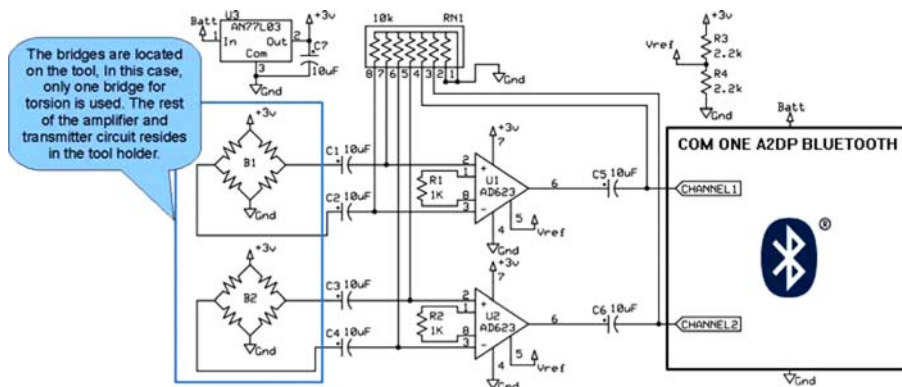 U3
AN77L03
Batt
1
In
Out
2
+3v
Com
3
C7
10uF
Gnd
The bridges are located
on the tool, In this case,
only one bridge for
torsion is used. The rest
of the amplifier and
transmitter circuit resides
in the tool holder.
10k
RN1
8 7 6 5 4 3 2 1
Gnd
+3v
R3
2.2k
Vref
R4
2.2k
Gnd
Batt
COM ONE A2DP BLUETOOTH
CHANNEL1
®
CHANNEL2
Gnd
+3v
B1
Gnd
C1 10uF
C2 10uF
R1
1K
2
1
8
3
+
-
+3v
7
U1
AD623
6
5
4
Gnd
Vref
C5 10uF
+3v
B2
Gnd
C3 10uF
C4 10uF
R2
1K
2
1
8
3
+
-
+3v
7
U2
AD623
6
5
4
Gnd
Vref
C6 10uF